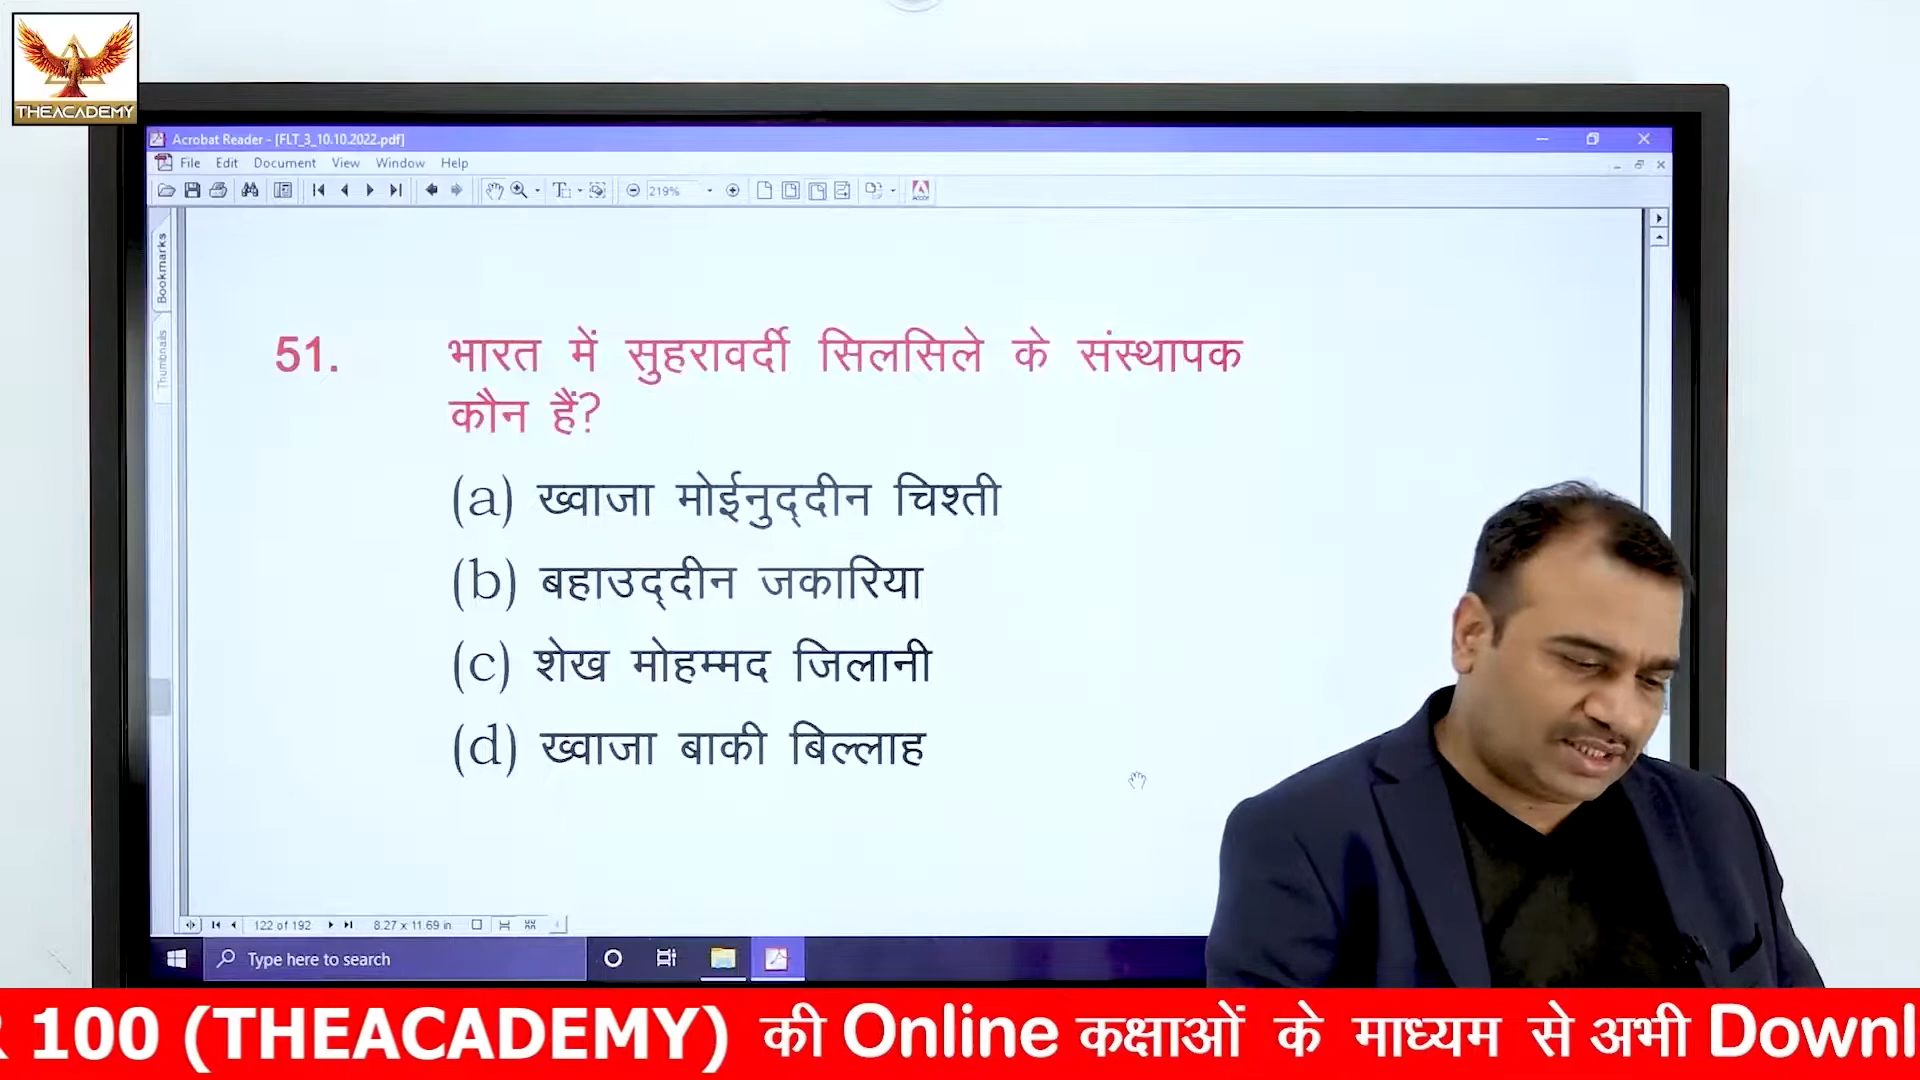 THEACADEMY
Acrobat Reader - [FLT_3_10.10.2022.pdf]
File Edit Document View Window Help
219%
Bookmarks
Thumbnails
51. भारत में सुहरावर्दी सिलसिले के संस्थापक
कौन हैं?
(a) ख्वाजा मोईनुद्दीन चिश्ती
(b) बहाउद्दीन जकारिया
(c) शेख मोहम्मद जिलानी
(d) ख्वाजा बाकी बिल्लाह
122 of 192 8.27 x 11.69 in
Type here to search
100 (THEACADEMY) की Online कक्षाओं के माध्यम से अभी Downl